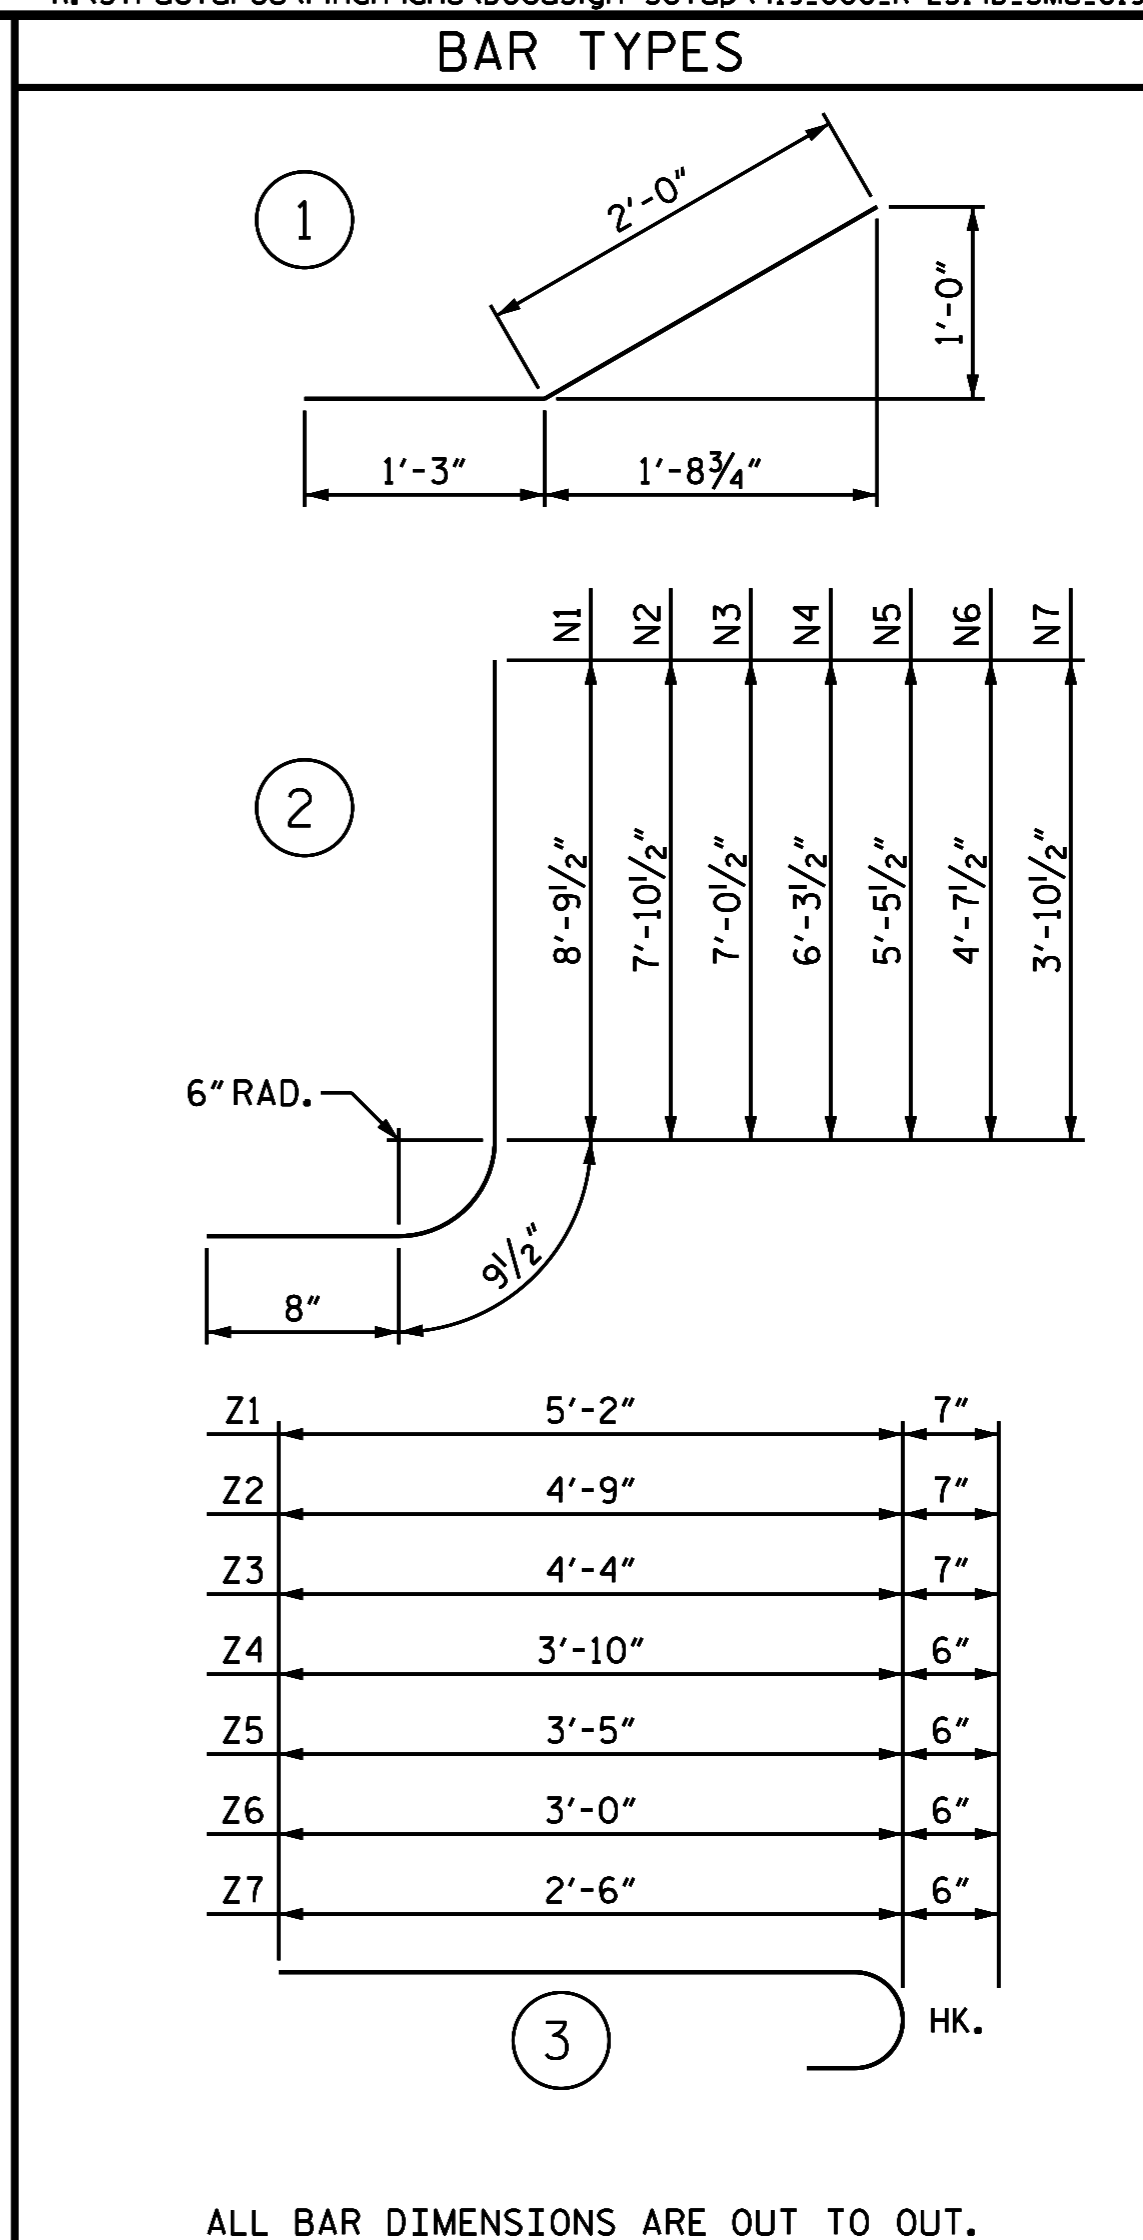 BAR TYPES
1
2'-0"
1'-0"
1'-3"
1'-8¾"
N1 N2 N3 N4 N5 N6 N7
2
8'-9½" 7'-10½" 7'-0½" 6'-3½" 5'-5½" 4'-7½" 3'-10½"
6" RAD.
9½"
8"
Z1 5'-2" 7"
Z2 4'-9" 7"
Z3 4'-4" 7"
Z4 3'-10" 6"
Z5 3'-5" 6"
Z6 3'-0" 6"
Z7 2'-6" 6"
3
HK.
ALL BAR DIMENSIONS ARE OUT TO OUT.